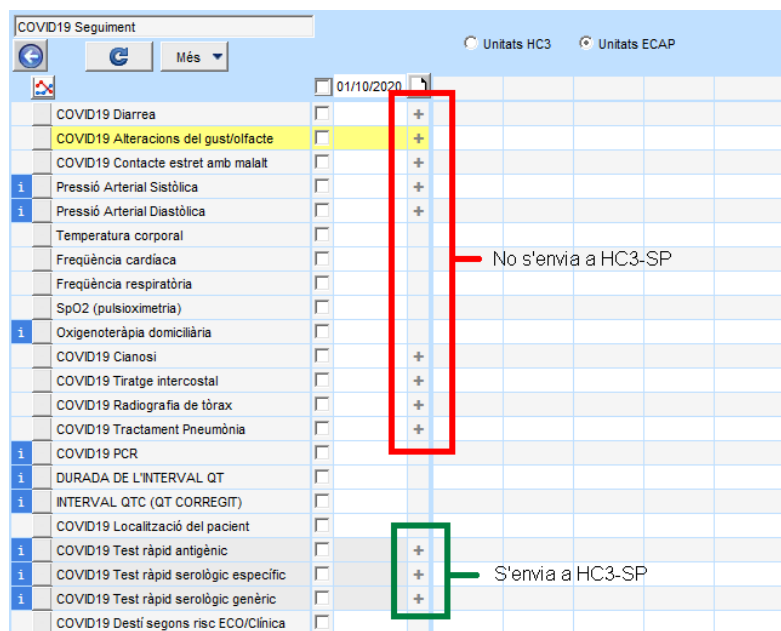 COVID19 Seguiment
Més
Unitats HC3 Unitats ECAP
01/10/2020
COVID19 Diarrea +
COVID19 Alteracions del gust/olfacte +
COVID19 Contacte estret amb malalt +
i Pressió Arterial Sistòlica +
i Pressió Arterial Diastòlica +
Temperatura corporal
Freqüència cardíaca No s'envia a HC3-SP
Freqüència respiratòria
SpO2 (pulsioximetria)
i Oxigenoteràpia domiciliària
COVID19 Cianosi +
COVID19 Tiratge intercostal +
COVID19 Radiografia de tòrax +
COVID19 Tractament Pneumònia +
i COVID19 PCR
i DURADA DE L'INTERVAL QT
i INTERVAL QTC (QT CORREGIT)
COVID19 Localització del pacient
i COVID19 Test ràpid antigènic +
i COVID19 Test ràpid serològic específic + S'envia a HC3-SP
i COVID19 Test ràpid serològic genèric +
COVID19 Destí segons risc ECO/Clínica